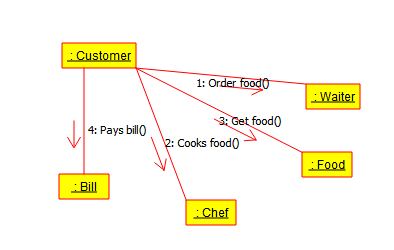 : Customer
1: Order food()
: Waiter
3: Get food()
4: Pays bill()
2: Cooks food()
: Food
: Bill
: Chef